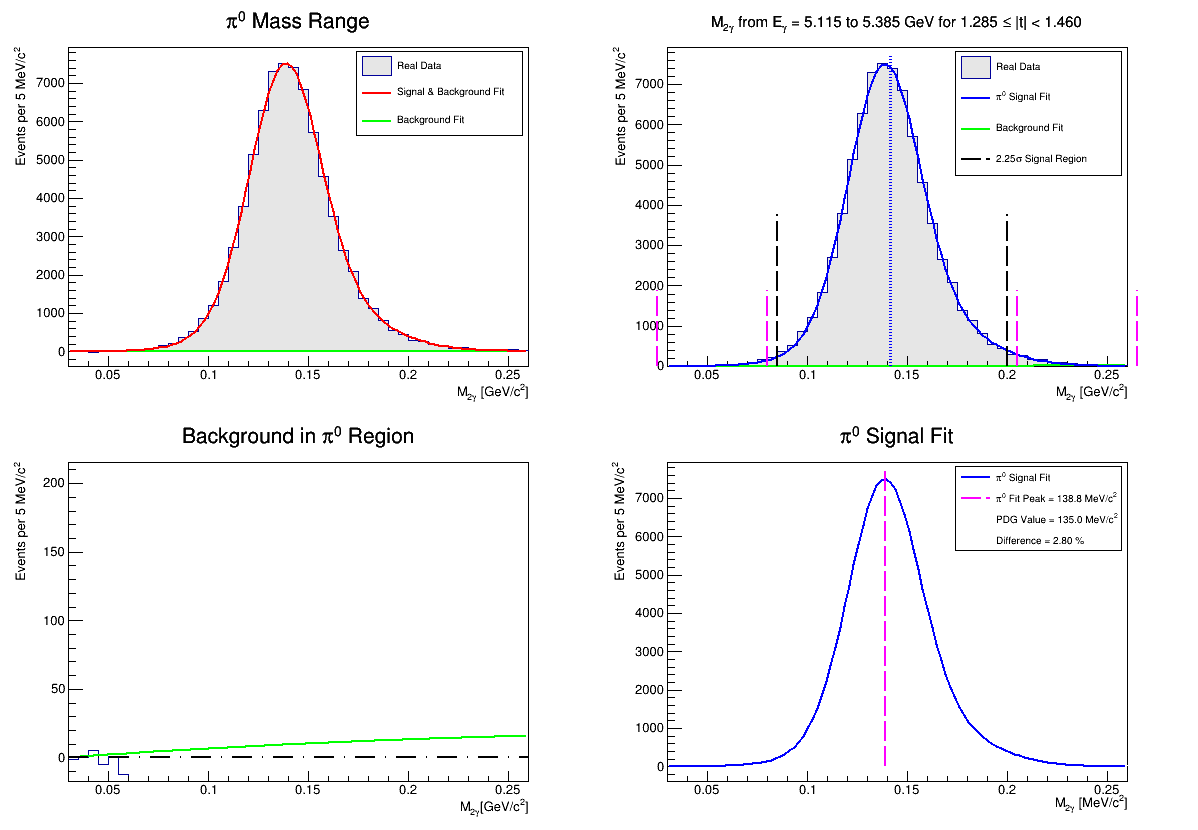 π⁰ Mass Range
Events per 5 MeV/c²
7000
6000
5000
4000
3000
2000
1000
0
Real Data
Signal & Background Fit
Background Fit
0.05
0.1
0.15
0.2
0.25
M₂γ [GeV/c²]
M₂γ from Eγ = 5.115 to 5.385 GeV for 1.285 ≤ |t| < 1.460
Events per 5 MeV/c²
7000
6000
5000
4000
3000
2000
1000
0
Real Data
π⁰ Signal Fit
Background Fit
2.25σ Signal Region
0.05
0.1
0.15
0.2
0.25
M₂γ [GeV/c²]
Background in π⁰ Region
Events per 5 MeV/c²
200
150
100
50
0
0.05
0.1
0.15
0.2
0.25
M₂γ[GeV/c²]
π⁰ Signal Fit
Events per 5 MeV/c²
7000
6000
5000
4000
3000
2000
1000
0
π⁰ Signal Fit
π⁰ Fit Peak = 138.8 MeV/c²
PDG Value = 135.0 MeV/c²
Difference = 2.80 %
0.05
0.1
0.15
0.2
0.25
M₂γ [MeV/c²]